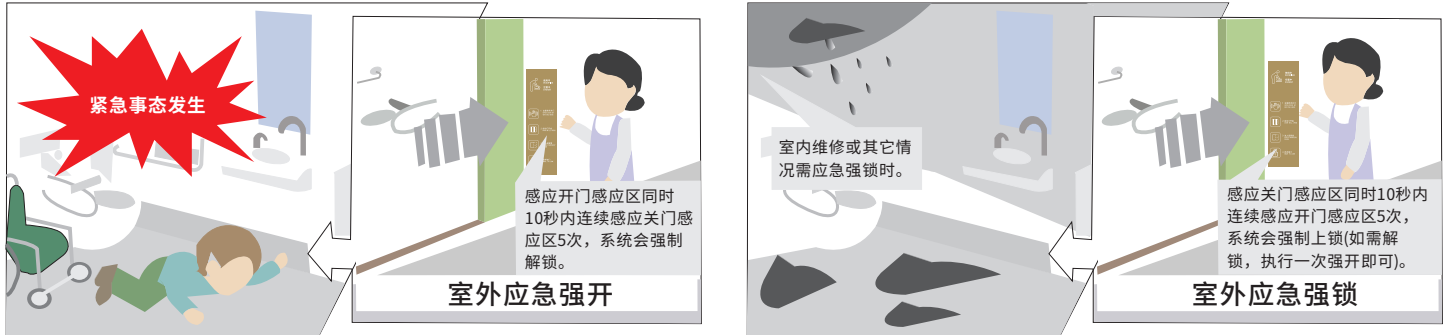 紧急事态发生
感应开门感应区同时
10秒内连续感应关门感
应区5次，系统会强制
解锁。
室外应急强开
室内维修或其它情
况需应急强锁时。
感应关门感应区同时10秒内
连续感应开门感应区5次，
系统会强制上锁(如需解
锁，执行一次强开即可)。
室外应急强锁